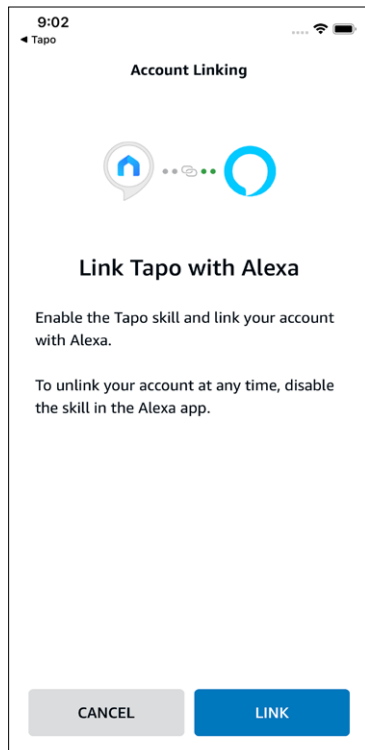 9:02
◀ Tapo
Account Linking
Link Tapo with Alexa
Enable the Tapo skill and link your account
with Alexa.
To unlink your account at any time, disable
the skill in the Alexa app.
CANCEL
LINK